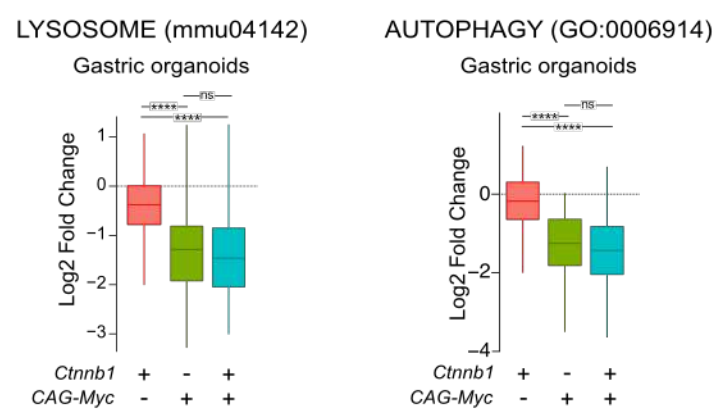 LYSOSOME (mmu04142)
Gastric organoids
ns
****
****
Log2 Fold Change
1
0
−1
−2
−3
Ctnnb1 + - +
CAG-Myc - + +
AUTOPHAGY (GO:0006914)
Gastric organoids
ns
****
****
Log2 Fold Change
0
−2
−4
Ctnnb1 + - +
CAG-Myc - + +